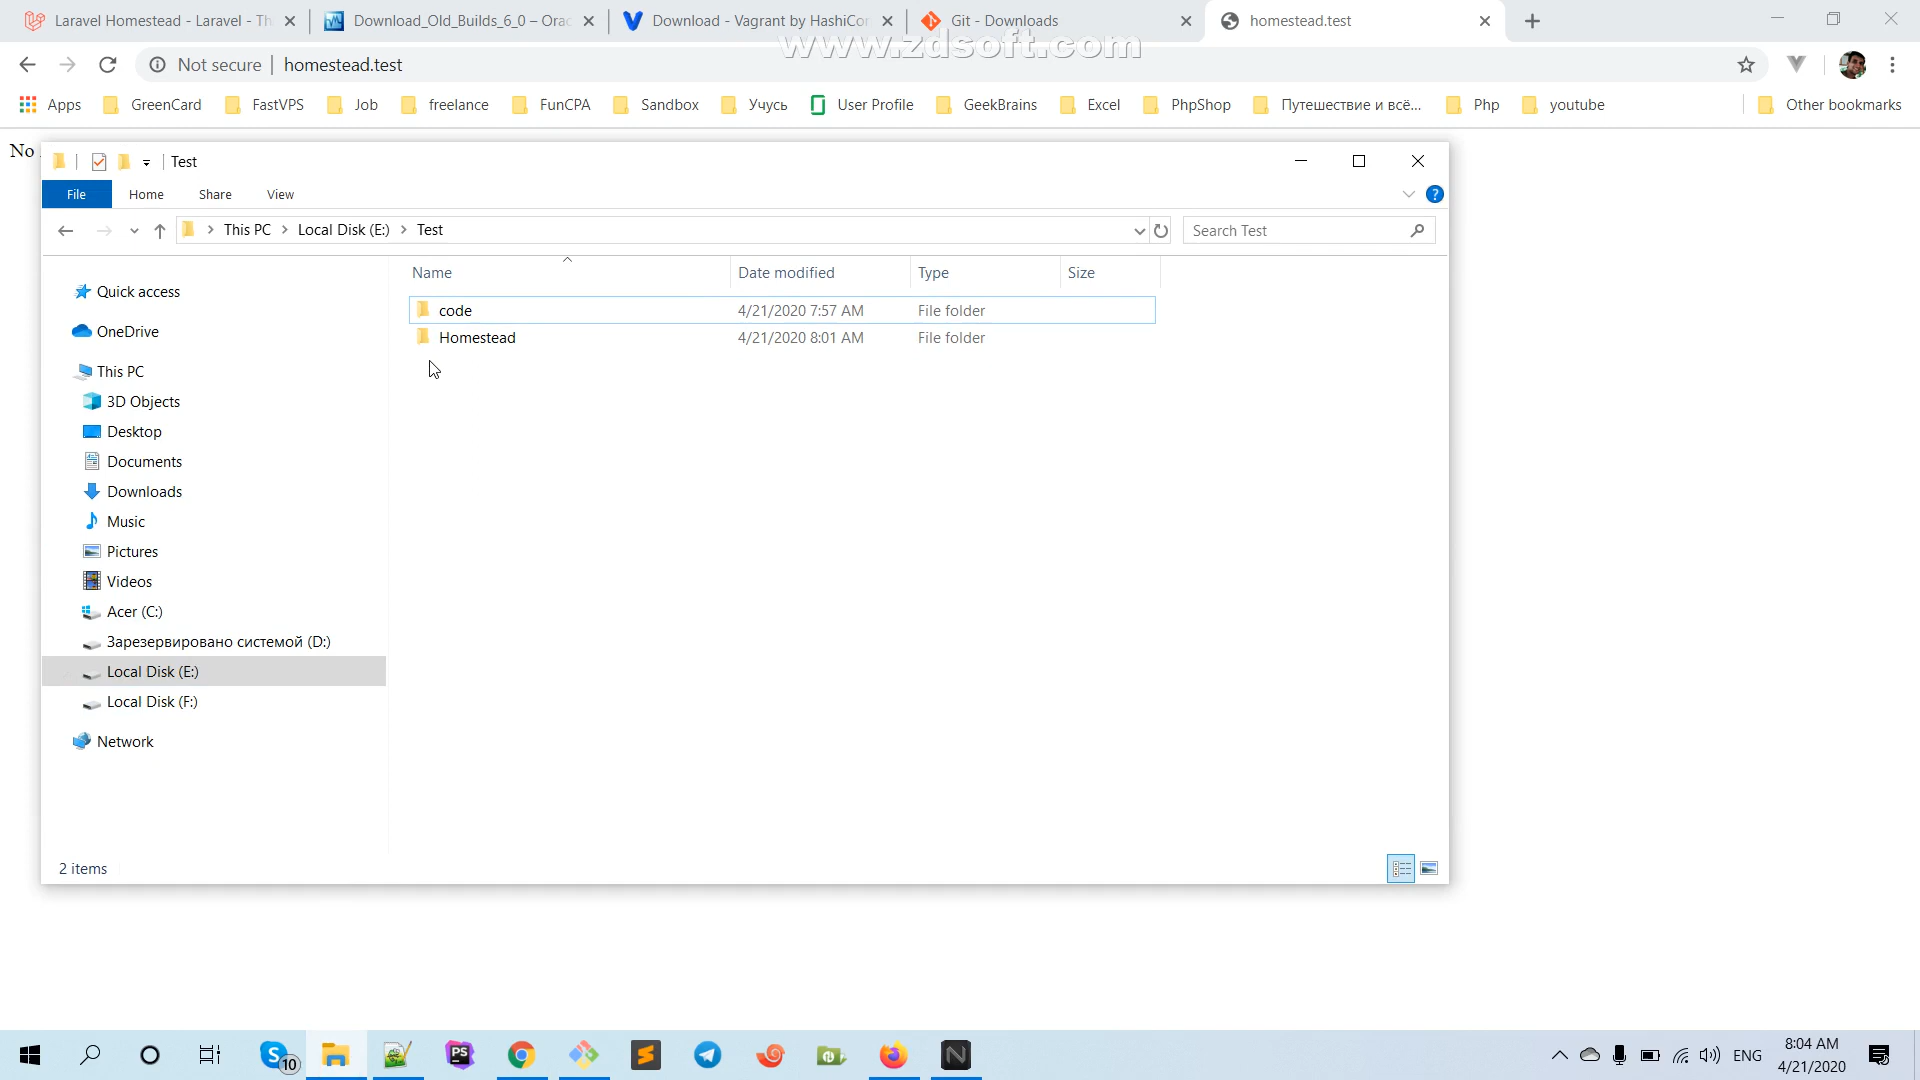 Laravel Homestead - Laravel - Th
Download_Old_Builds_6_0 – Orac
Download - Vagrant by HashiCor
Git - Downloads
homestead.test
www.zdsoft.com
Not secure
homestead.test
Apps
GreenCard
FastVPS
Job
freelance
FunCPA
Sandbox
Учусь
User Profile
GeekBrains
Excel
PhpShop
Путешествие и всё...
Php
youtube
Other bookmarks
No
Test
File
Home
Share
View
This PC
Local Disk (E:)
Test
Search Test
Name
Date modified
Type
Size
code
4/21/2020 7:57 AM
File folder
Homestead
4/21/2020 8:01 AM
File folder
Quick access
OneDrive
This PC
3D Objects
Desktop
Documents
Downloads
Music
Pictures
Videos
Acer (C:)
Зарезервировано системой (D:)
Local Disk (E:)
Local Disk (F:)
Network
2 items
10
PS
ENG
8:04 AM
4/21/2020